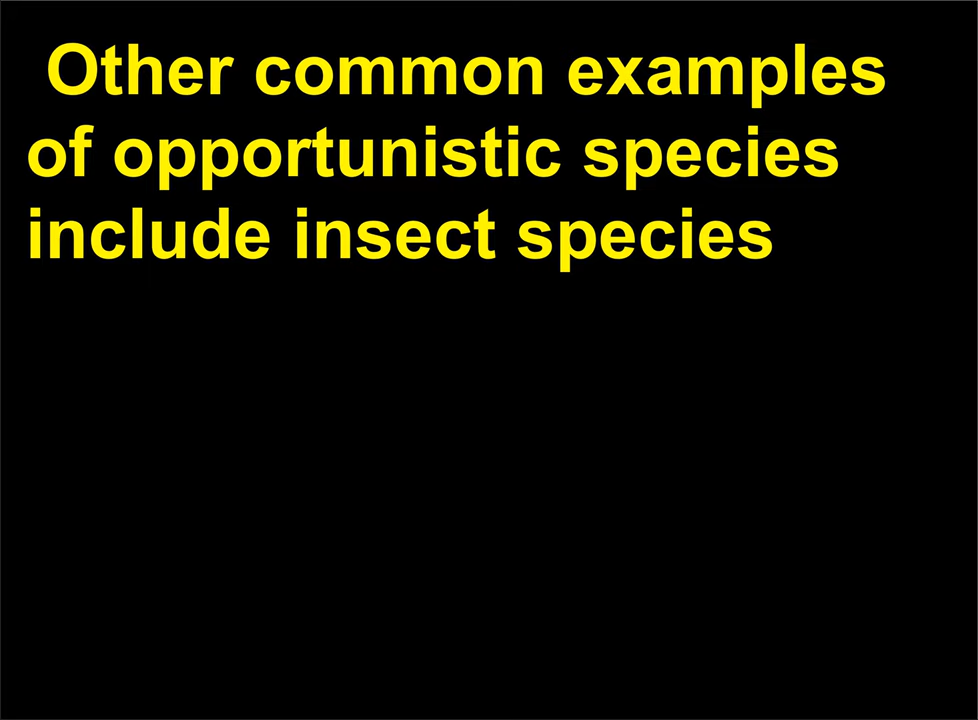 Other common examples
of opportunistic species
include insect species